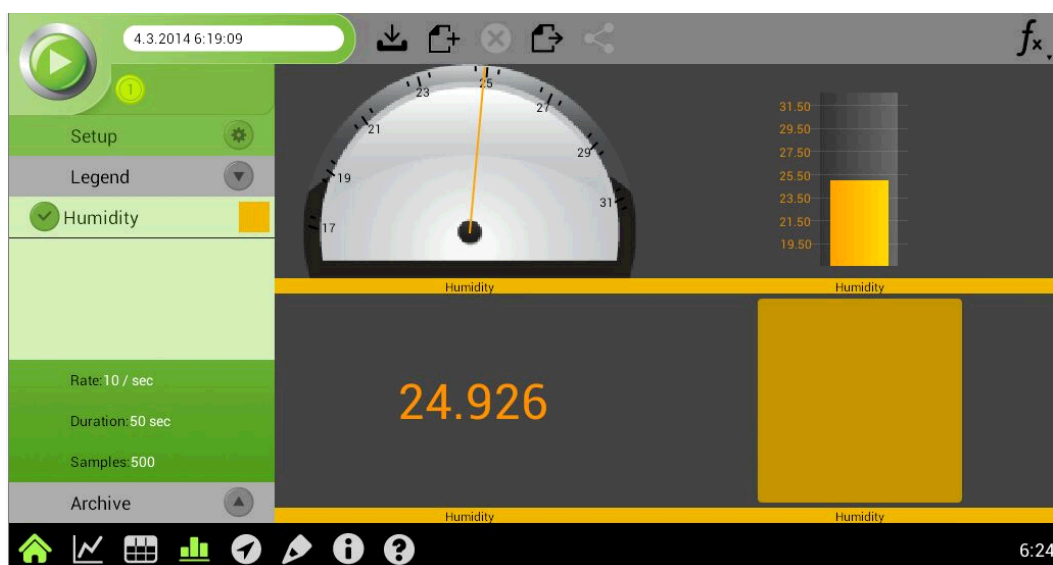 4.3.2014 6:19:09
fx
1
Setup
Legend
Humidity
Rate:10 / sec
Duration:50 sec
Samples:500
Archive
17
19
21
23
25
27
29
31
Humidity
31.50
29.50
27.50
25.50
23.50
21.50
19.50
Humidity
24.926
Humidity
Humidity
6:24